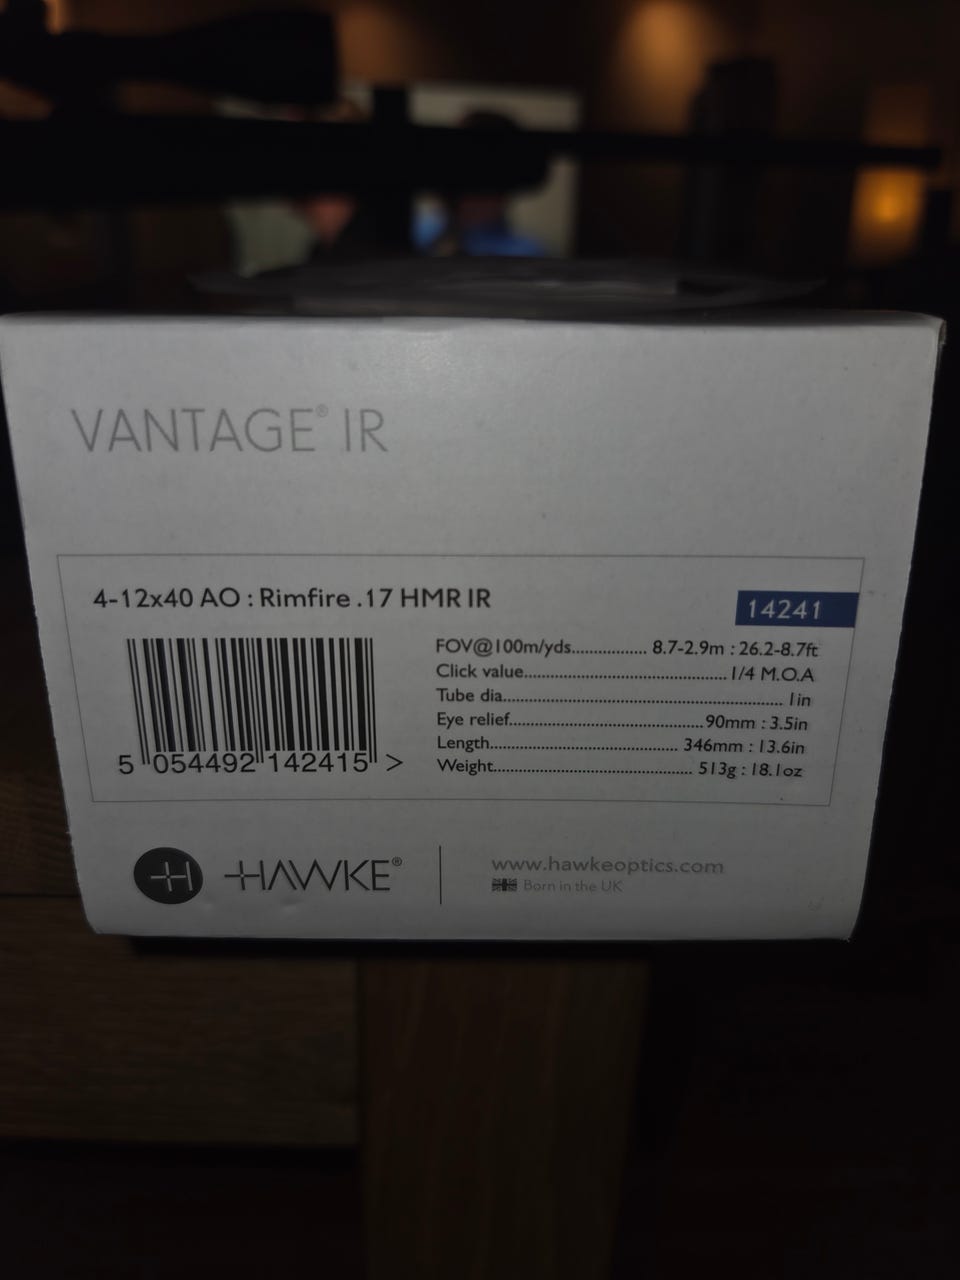 VANTAGE® IR
4-12x40 AO : Rimfire .17 HMR IR
14241
FOV@100m/yds................ 8.7-2.9m : 26.2-8.7ft
Click value.......................................... 1/4 M.O.A
Tube dia.......................................................... 1in
Eye relief........................................90mm : 3.5in
Length....................................... 346mm : 13.6in
Weight.......................................... 513g : 18.1oz
5 054492 142415 >
H HAWKE®
www.hawkeoptics.com
Born in the UK